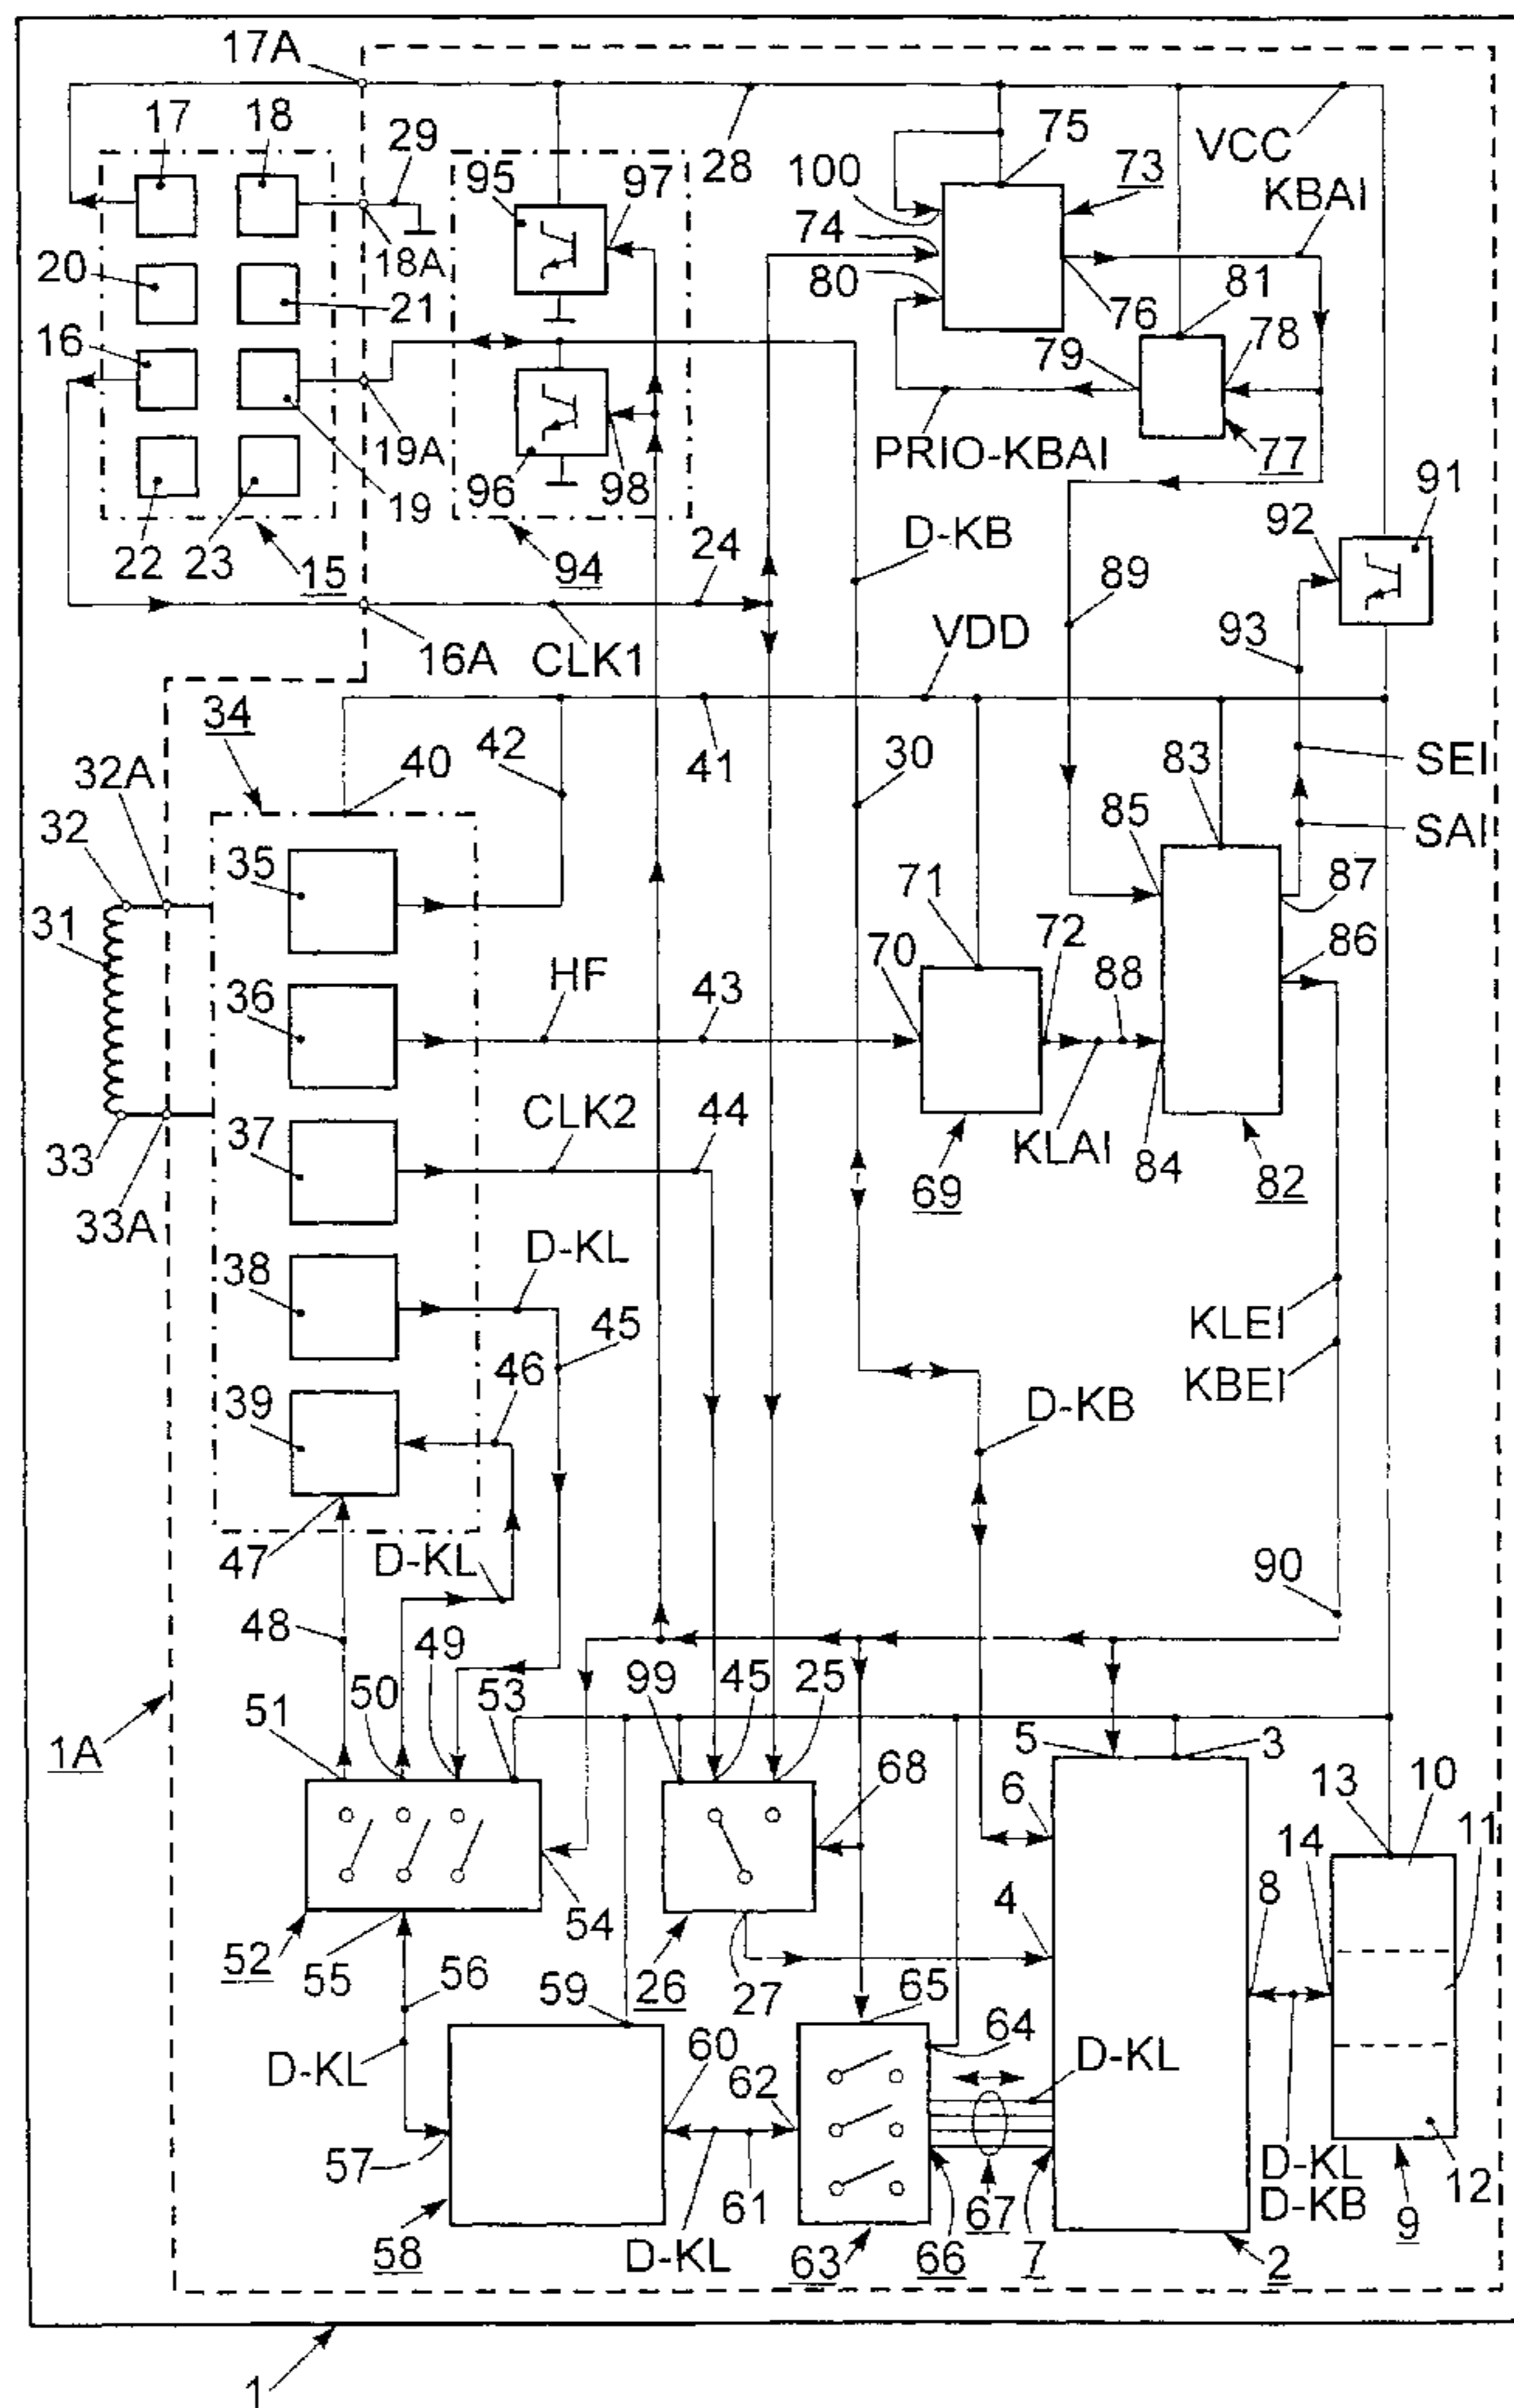 17A
17 18 29 95 97 28 75 VCC
100 73 KBAI
74
20 18A 80 81
21 76 78
16 79
19A PRIO-KBAI 77 91
96 98
22 23 19 D-KB 92
15 94 24 89
93
16A CLK1 VDD
34
42 41 30 83 SEI
32A 40
32 85 SAI
35 71 87
31 72 86
36 HF 43 70 88
37 CLK2 44
33 KLAI 84
33A 69 82
38 D-KL
45 KLEI
46 KBEI
39 D-KB
47 D-KL 90
48 49
50 99 45 25
51 53 5 3
1A 68 10
6 13
11
14
54 4 8
52 55 56 59 26 27 65
64
D-KL 60 D-KL
62
57 D-KL 12
61 67 D-KB
58 D-KL 63 66 7 2 9
1